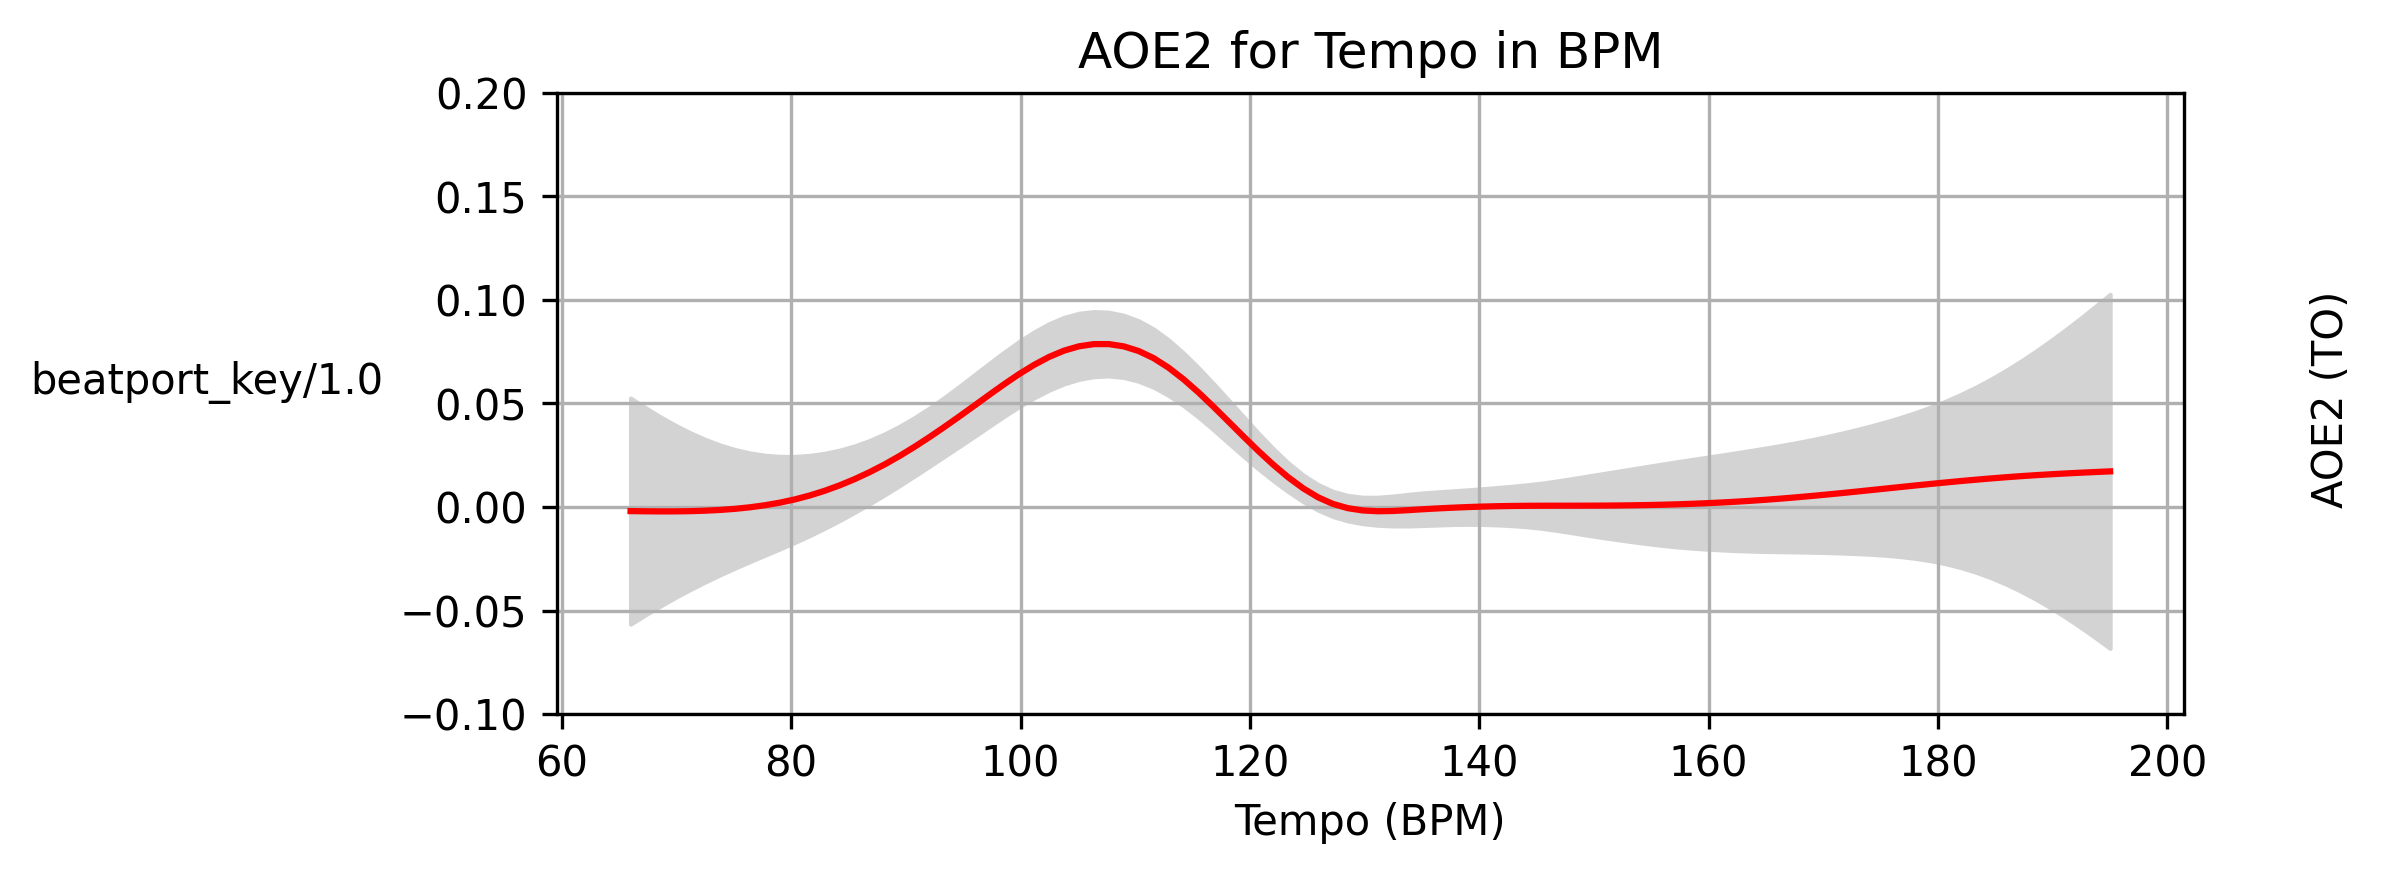 AOE2 for Tempo in BPM
0.20
0.15
0.10
0.05
0.00
−0.05
−0.10
beatport_key/1.0
AOE2 (TO)
60 80 100 120 140 160 180 200
Tempo (BPM)